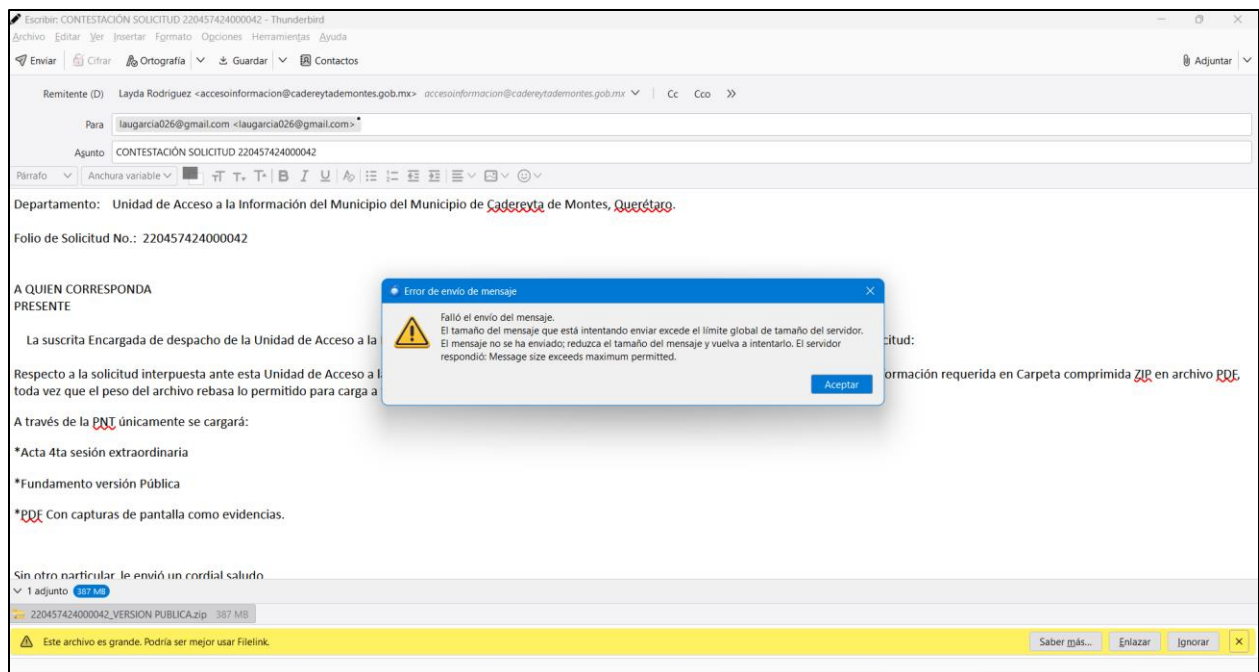 Escribir: CONTESTACIÓN SOLICITUD 220457424000042 - Thunderbird
Archivo Editar Ver Insertar Formato Opciones Herramientas Ayuda
Enviar Cifrar Ortografía Guardar Contactos Adjuntar
Remitente (D) Layda Rodriguez <accesoinformacion@cadereytademontes.gob.mx> accesoinformacion@cadereytademontes.gob.mx Cc Cco
Para laugarcia026@gmail.com <laugarcia026@gmail.com>
Asunto CONTESTACIÓN SOLICITUD 220457424000042
Párrafo Anchura variable
Departamento: Unidad de Acceso a la Información del Municipio del Municipio de Cadereyta de Montes, Querétaro.
Folio de Solicitud No.: 220457424000042
A QUIEN CORRESPONDA
PRESENTE
La suscrita Encargada de despacho de la Unidad de Acceso a la
citud:
Respecto a la solicitud interpuesta ante esta Unidad de Acceso a
ormación requerida en Carpeta comprimida ZIP en archivo PDF,
toda vez que el peso del archivo rebasa lo permitido para carga a
Error de envío de mensaje
Falló el envío del mensaje.
El tamaño del mensaje que está intentando enviar excede el límite global de tamaño del servidor.
El mensaje no se ha enviado; reduzca el tamaño del mensaje y vuelva a intentarlo. El servidor
respondió: Message size exceeds maximum permitted.
Aceptar
A través de la PNT únicamente se cargará:
*Acta 4ta sesión extraordinaria
*Fundamento versión Pública
*PDF Con capturas de pantalla como evidencias.
Sin otro particular, le envió un cordial saludo
1 adjunto 387 MB
220457424000042_VERSION PUBLICA.zip 387 MB
Este archivo es grande. Podría ser mejor usar Filelink. Saber más... Enlazar Ignorar